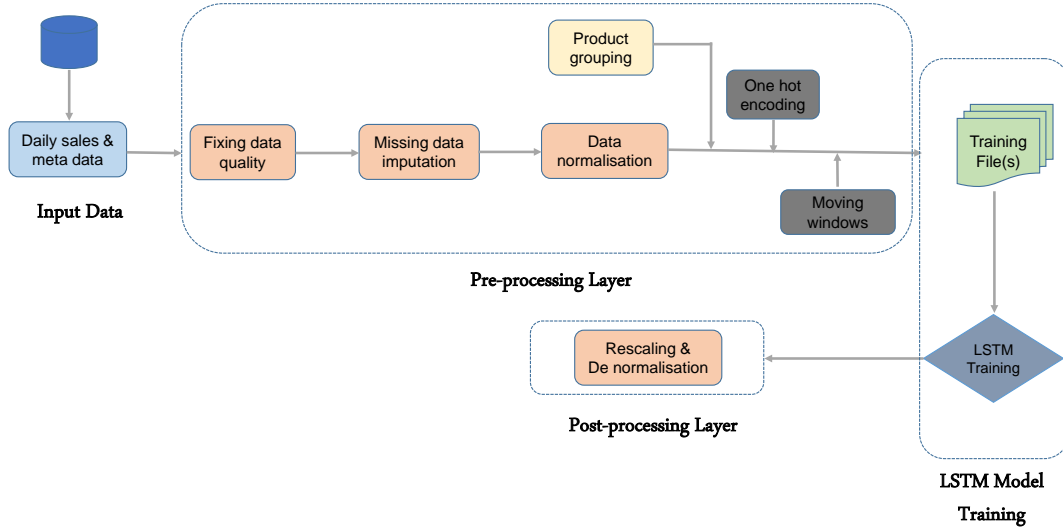 Product
grouping
One hot
encoding
Daily sales &
meta data
Fixing data
quality
Missing data
imputation
Data
normalisation
Training
File(s)
Moving
windows
Input Data
Pre-processing Layer
Rescaling &
De normalisation
LSTM
Training
Post-processing Layer
LSTM Model
Training